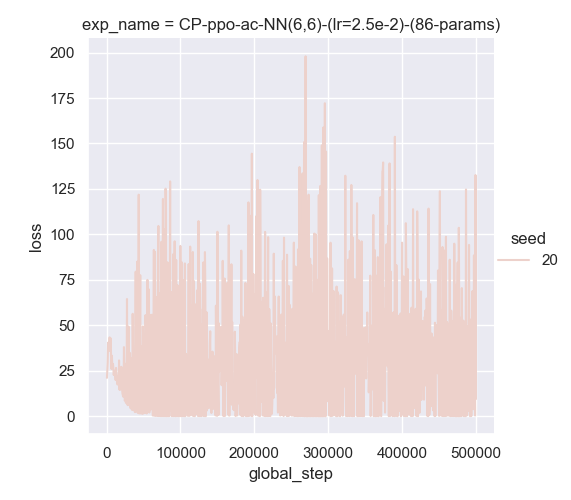 exp_name = CP-ppo-ac-NN(6,6)-(lr=2.5e-2)-(86-params)
200
175
150
125
100
75
50
25
0
loss
seed
20
0 100000 200000 300000 400000 500000
global_step